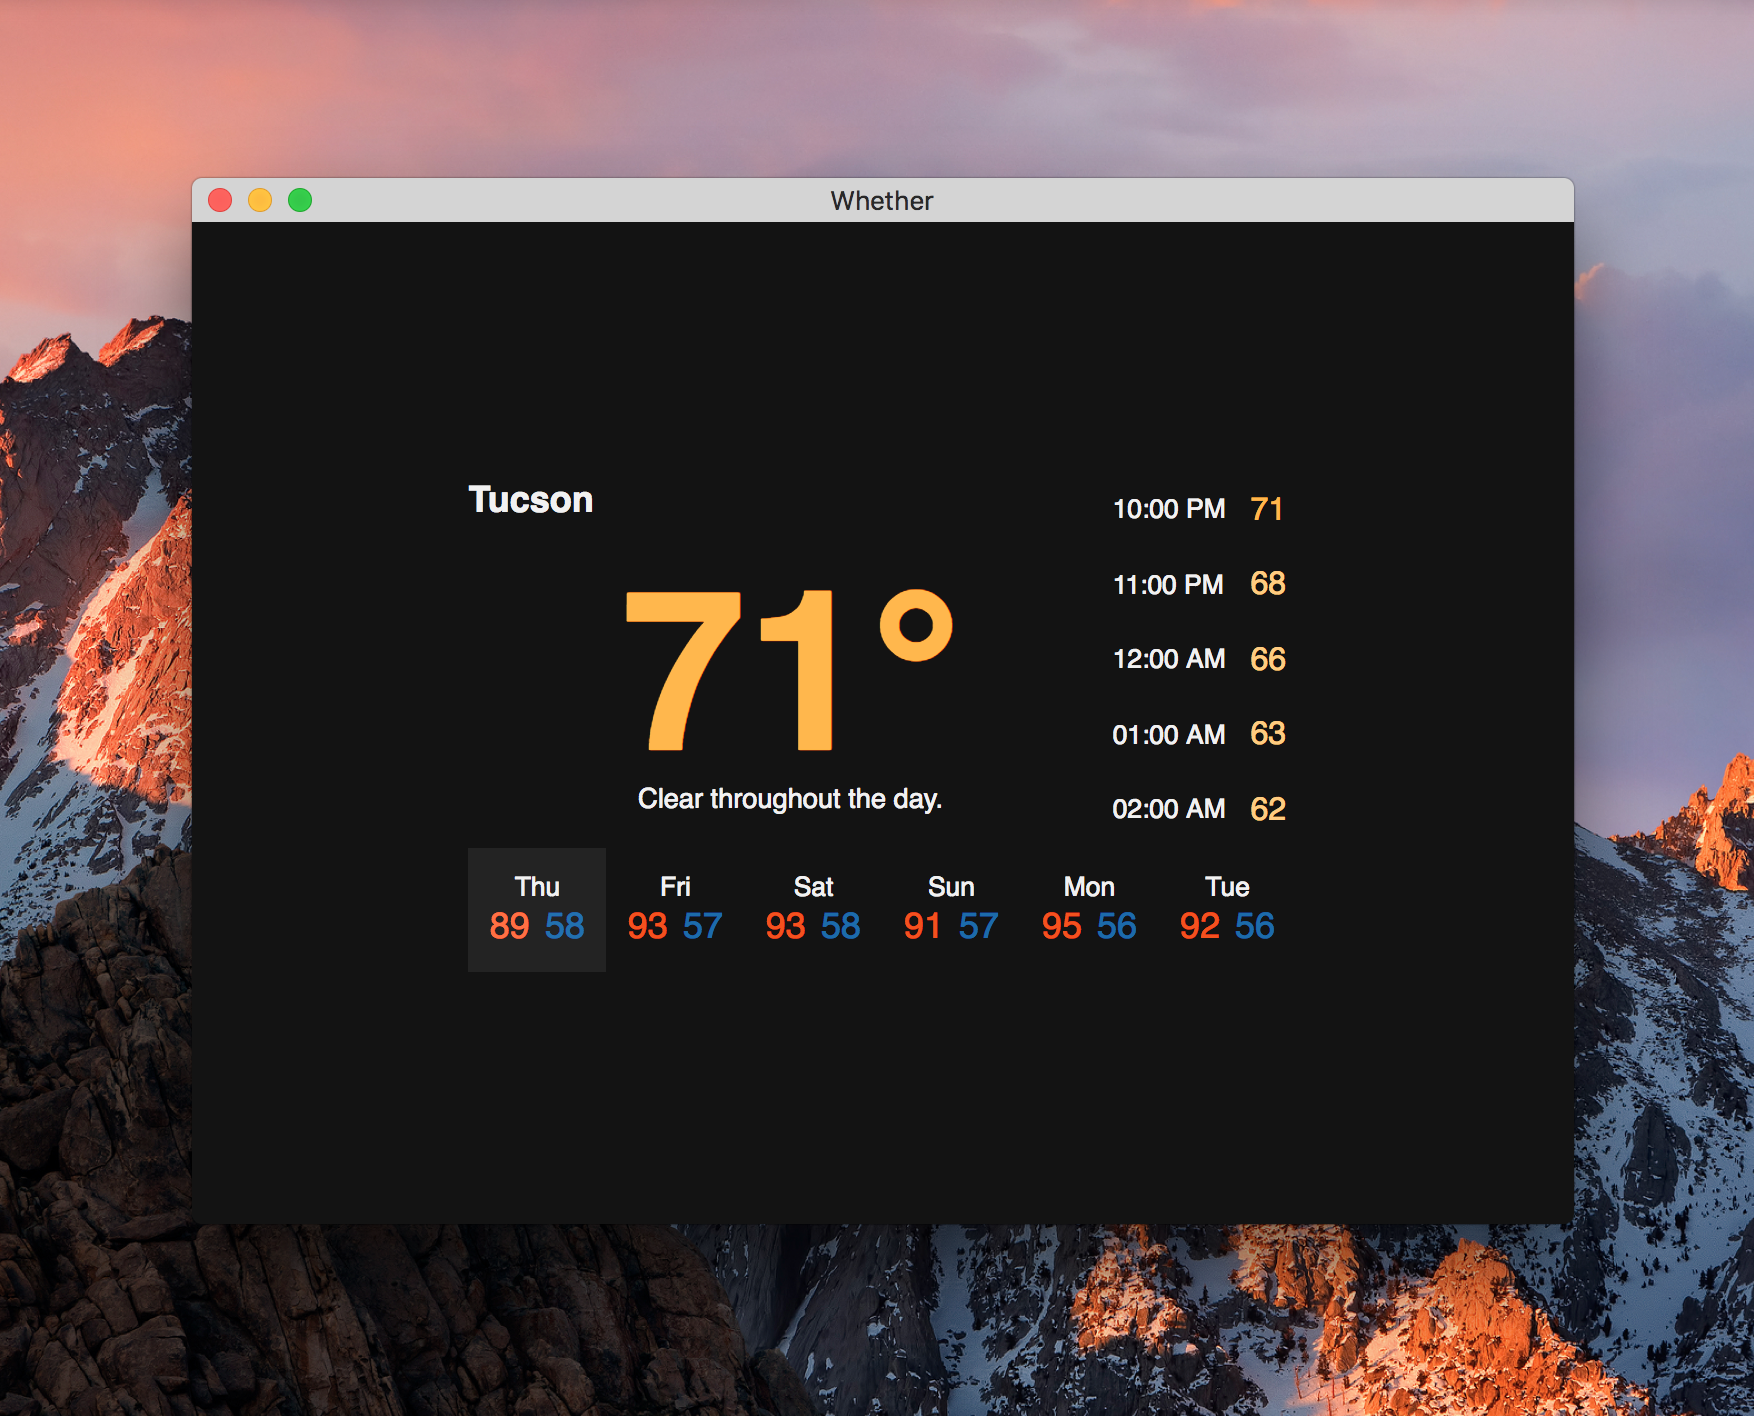 Whether
Tucson
71°
Clear throughout the day.
10:00 PM 71
11:00 PM 68
12:00 AM 66
01:00 AM 63
02:00 AM 62
Thu Fri Sat Sun Mon Tue
89 58 93 57 93 58 91 57 95 56 92 56